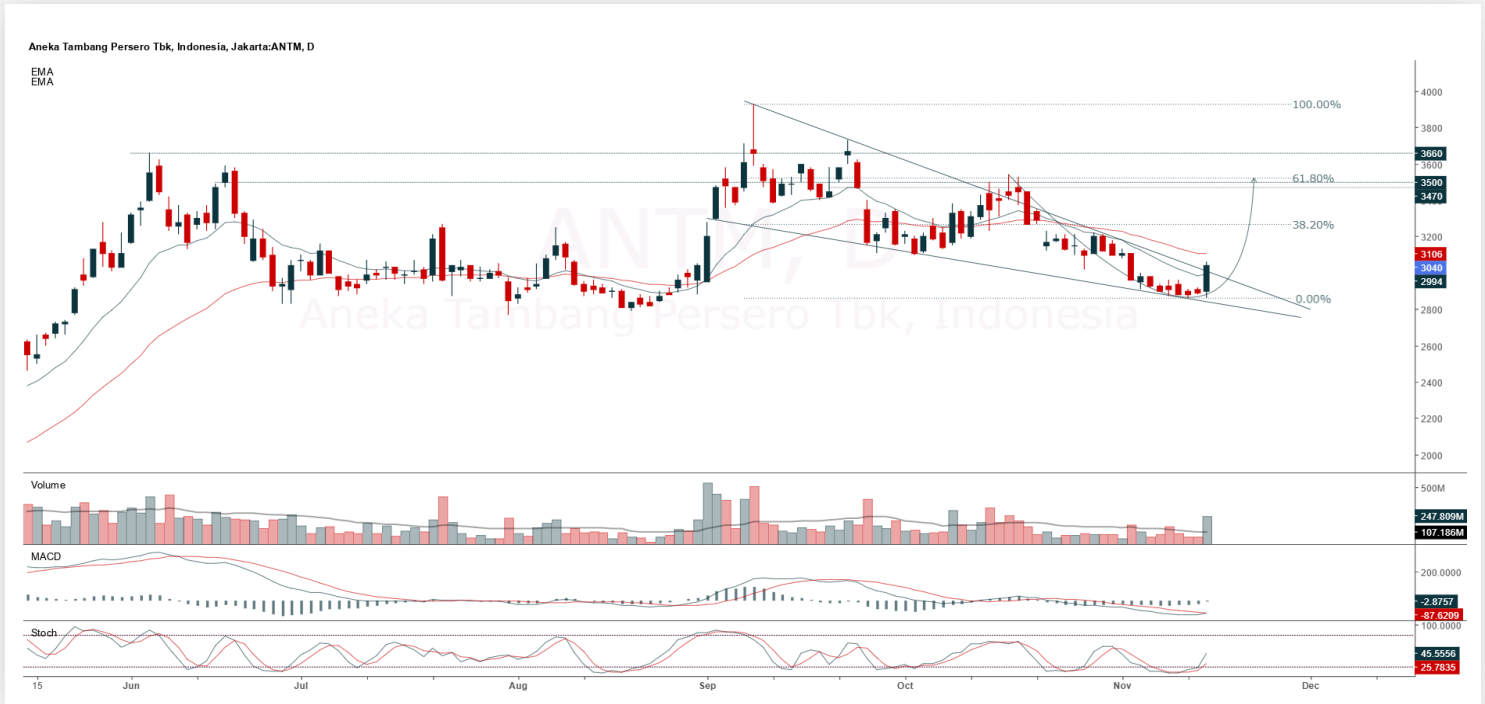 Aneka Tambang Persero Tbk, Indonesia, Jakarta:ANTM, D
EMA
EMA
ANTM, D
Aneka Tambang Persero Tbk, Indonesia
100.00%
61.80%
38.20%
0.00%
4000
3800
3660
3600
3500
3470
3200
3106
3040
2994
2800
2600
2400
2200
2000
Volume
500M
247.809M
107.186M
MACD
200.0000
-2.8757
-87.6209
Stoch
100.0000
45.5556
25.7835
15 Jun Jul Aug Sep Oct Nov Dec